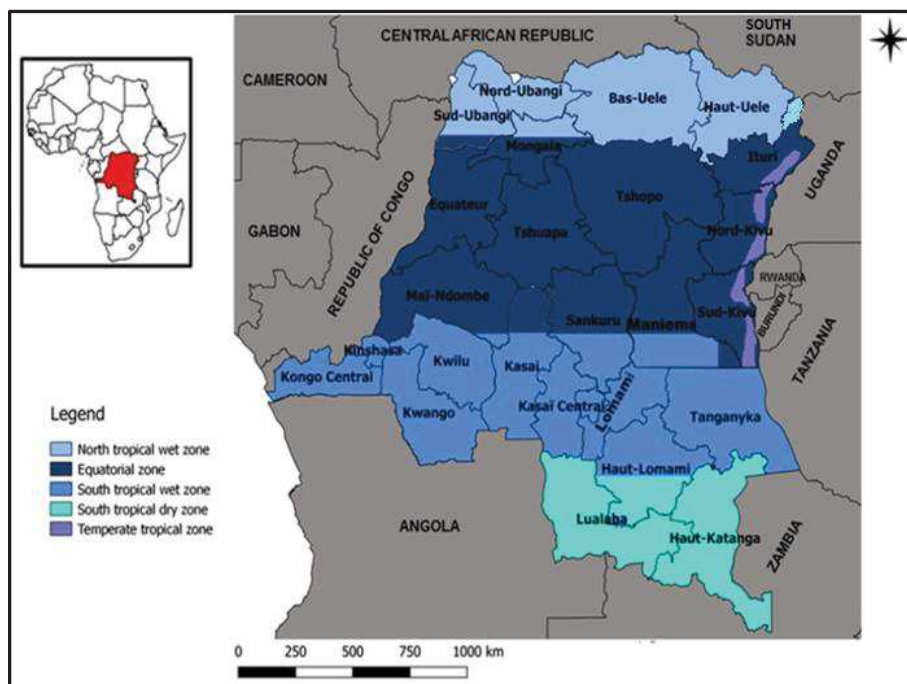 SOUTH
SUDAN
CENTRAL AFRICAN REPUBLIC
CAMEROON
Nord-Ubangi
Bas-Uele
Haut-Uele
Sud-Ubangi
Mongala
Ituri
UGANDA
Equateur
Tshopo
GABON
REPUBLIC OF CONGO
Tshuapa
Nord-Kivu
RWANDA
Mai-Ndombe
Sud-Kivu
BURUNDI
Sankuru
Maniema
TANZANIA
Kinshasa
Kwilu
Kasai
Kongo Central
Lomami
Kwango
Kasai Central
Tanganyika
Haut-Lomami
ANGOLA
Lualaba
Haut-Katanga
ZAMBIA
Legend
North tropical wet zone
Equatorial zone
South tropical wet zone
South tropical dry zone
Temperate tropical zone
0 250 500 750 1000 km